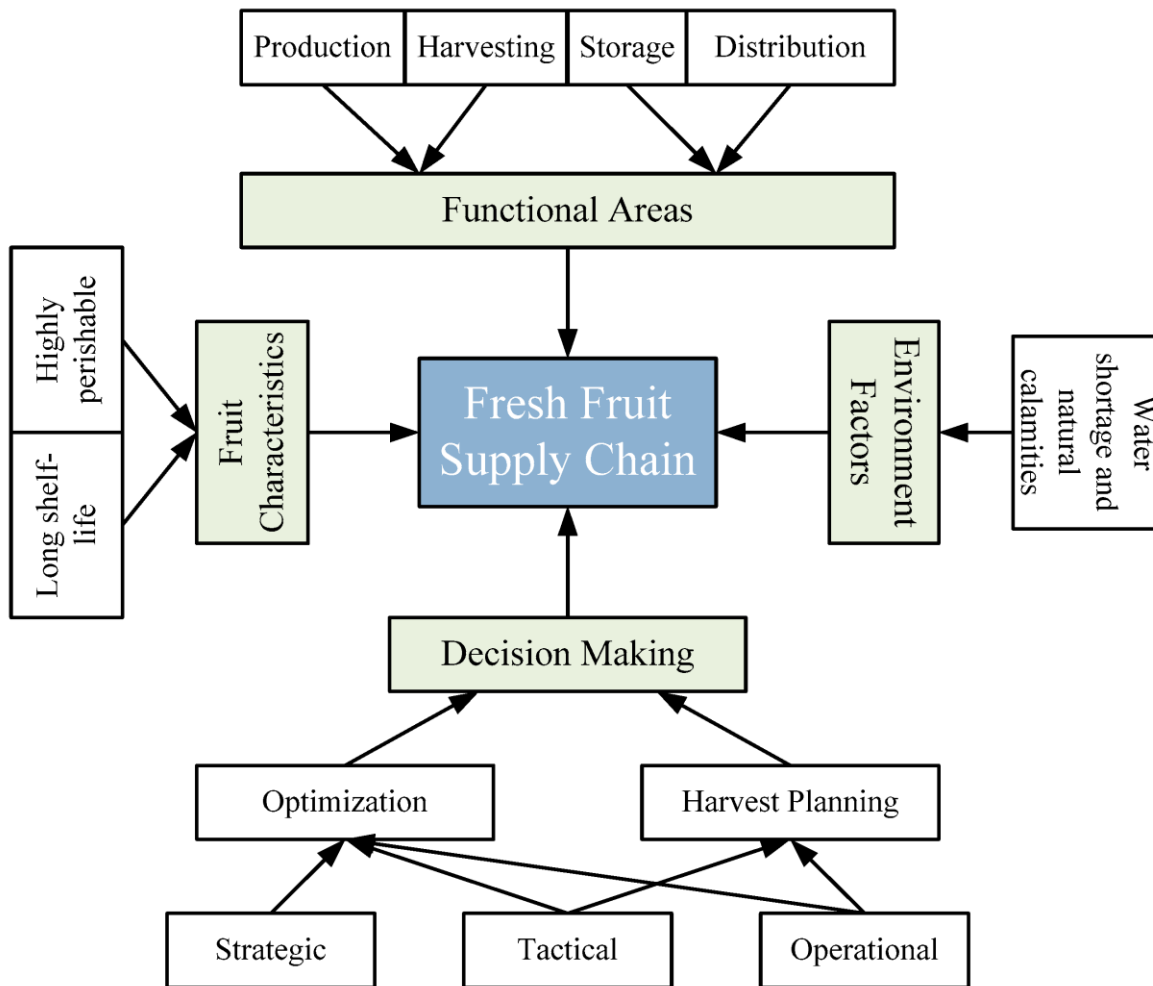 Production
Harvesting
Storage
Distribution
Functional Areas
Highly
perishable
Long shelf-
life
Fruit
Characteristics
Fresh Fruit
Supply Chain
Environment
Factors
Water
shortage and
natural
calamities
Decision Making
Optimization
Harvest Planning
Strategic
Tactical
Operational